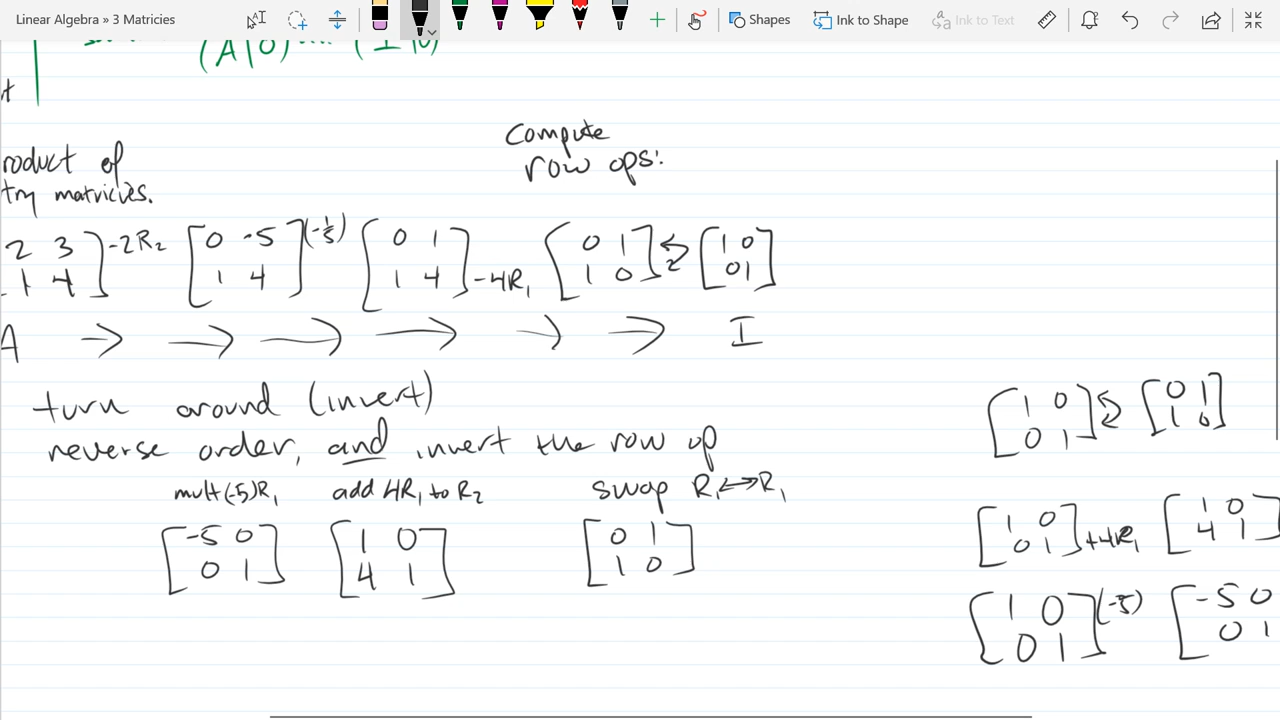 Linear Algebra » 3 Matricies
Shapes
Ink to Shape
Ink to Text
(A|0) ... (I|0)
t
Compute
row ops:
roduct of
try matricies.
[2 3; 1 4] -2R₂ [0 -5; 1 4] (-1/5) [0 1; 1 4] -4R₁ [0 1; 1 0] ↔ [1 0; 0 1]
A → → → → → → I
turn around (invert)
reverse order, and invert the row op
mult(-5)R₁ add 4R₁ to R₂ swap R₁↔R₁
[-5 0; 0 1] [1 0; 4 1] [0 1; 1 0]
[1 0; 0 1] ↔ [0 1; 1 0]
[1 0; 0 1] +4R₁ [1 0; 4 1]
[1 0; 0 1] (-5) [-5 0; 0 1]